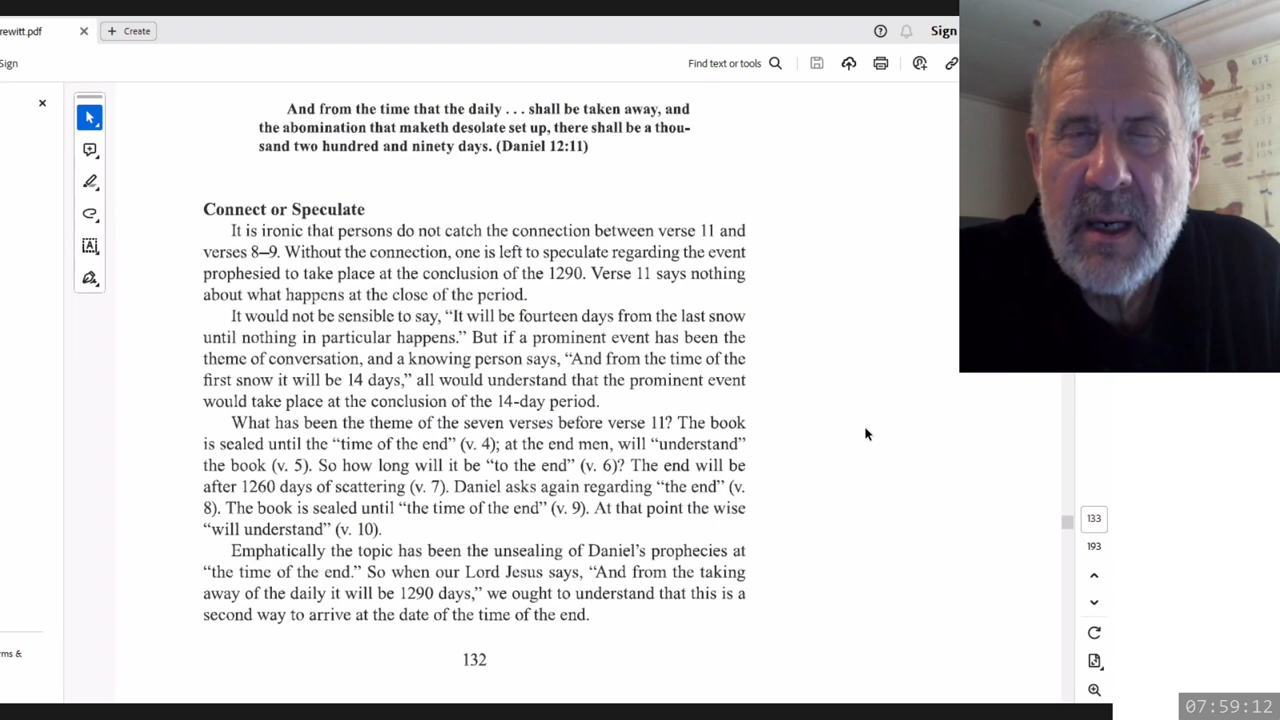 rewitt.pdf
Create
Sign
Sign
Find text or tools
And from the time that the daily . . . shall be taken away, and
the abomination that maketh desolate set up, there shall be a thou-
sand two hundred and ninety days. (Daniel 12:11)
Connect or Speculate
It is ironic that persons do not catch the connection between verse 11 and
verses 8–9. Without the connection, one is left to speculate regarding the event
prophesied to take place at the conclusion of the 1290. Verse 11 says nothing
about what happens at the close of the period.
It would not be sensible to say, “It will be fourteen days from the last snow
until nothing in particular happens.” But if a prominent event has been the
theme of conversation, and a knowing person says, “And from the time of the
first snow it will be 14 days,” all would understand that the prominent event
would take place at the conclusion of the 14-day period.
What has been the theme of the seven verses before verse 11? The book
is sealed until the “time of the end” (v. 4); at the end men, will “understand”
the book (v. 5). So how long will it be “to the end” (v. 6)? The end will be
after 1260 days of scattering (v. 7). Daniel asks again regarding “the end” (v.
8). The book is sealed until “the time of the end” (v. 9). At that point the wise
“will understand” (v. 10).
Emphatically the topic has been the unsealing of Daniel’s prophecies at
“the time of the end.” So when our Lord Jesus says, “And from the taking
away of the daily it will be 1290 days,” we ought to understand that this is a
second way to arrive at the date of the time of the end.
132
133
193
rms &
07:59:12